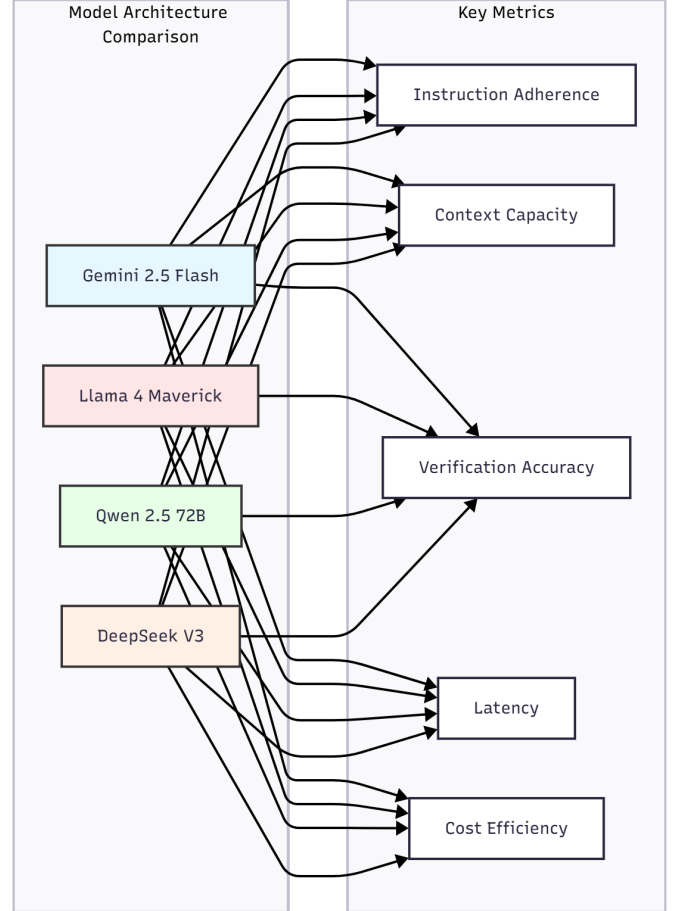 Model Architecture
Comparison
Key Metrics
Instruction Adherence
Context Capacity
Gemini 2.5 Flash
Llama 4 Maverick
Verification Accuracy
Qwen 2.5 72B
DeepSeek V3
Latency
Cost Efficiency